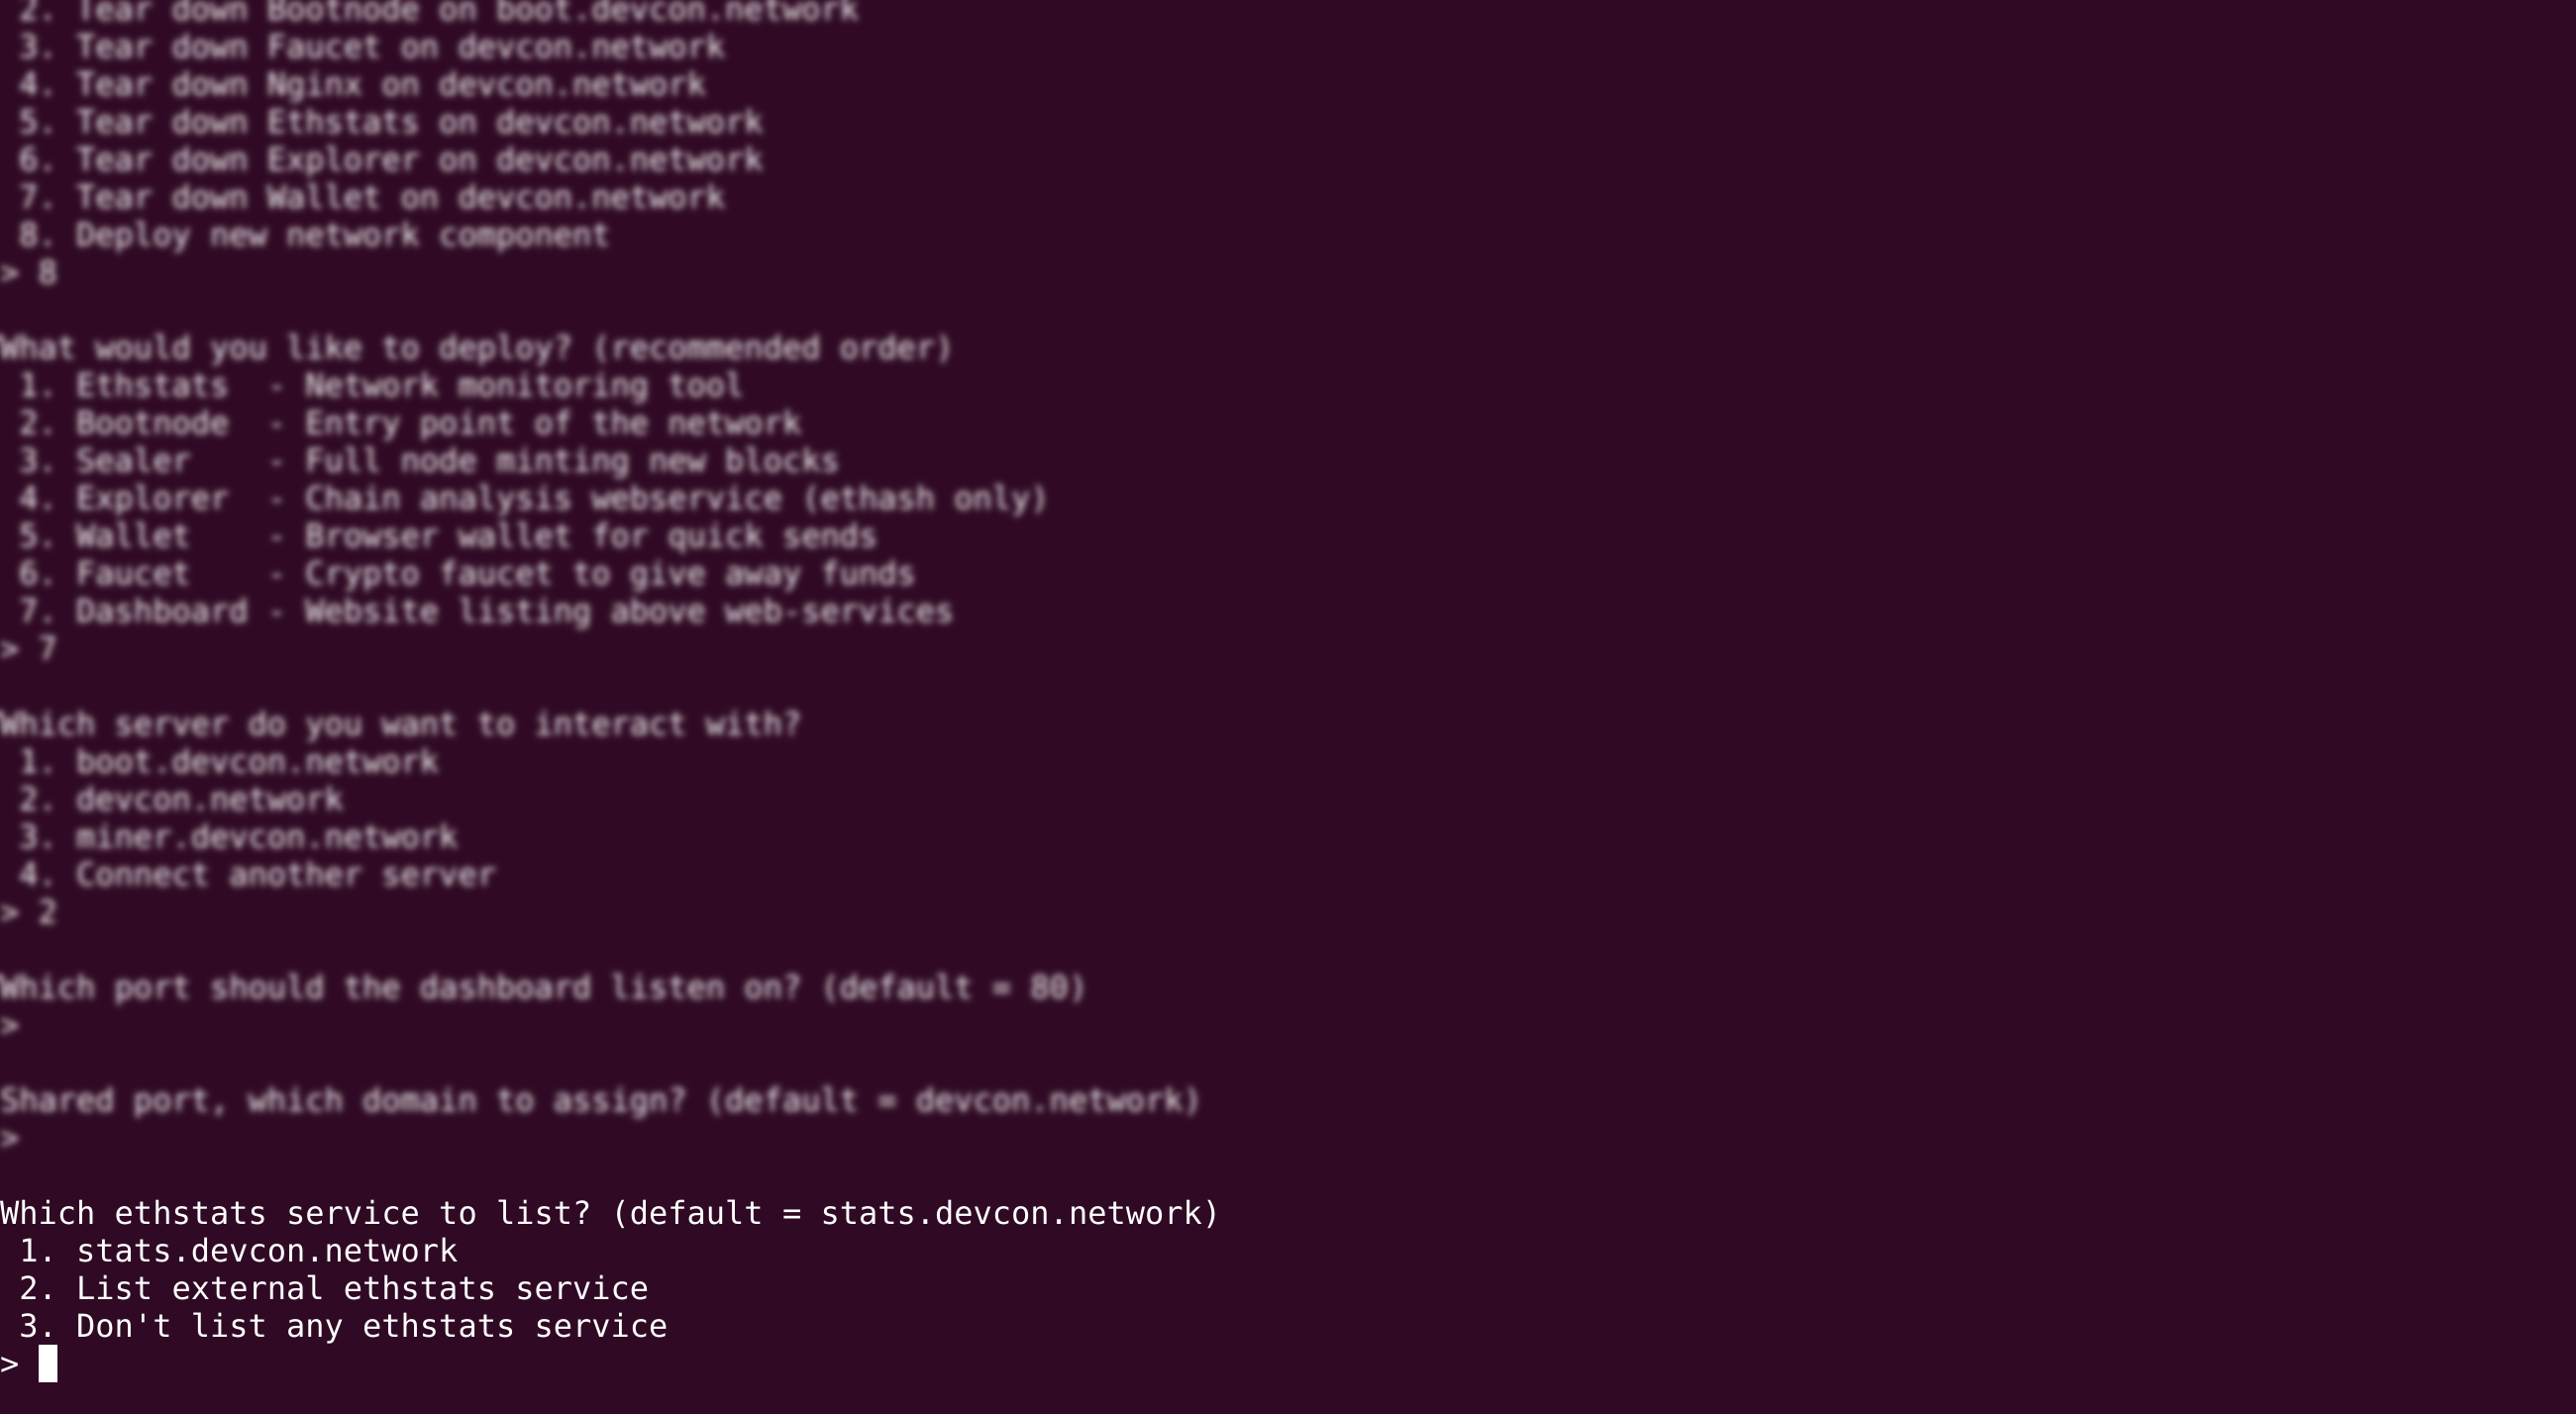 2. Tear down Bootnode on boot.devcon.network
3. Tear down Faucet on devcon.network
4. Tear down Nginx on devcon.network
5. Tear down Ethstats on devcon.network
6. Tear down Explorer on devcon.network
7. Tear down Wallet on devcon.network
8. Deploy new network component
> 8
What would you like to deploy? (recommended order)
1. Ethstats  - Network monitoring tool
2. Bootnode  - Entry point of the network
3. Sealer    - Full node minting new blocks
4. Explorer  - Chain analysis webservice (ethash only)
5. Wallet    - Browser wallet for quick sends
6. Faucet    - Crypto faucet to give away funds
7. Dashboard - Website listing above web-services
> 7
Which server do you want to interact with?
1. boot.devcon.network
2. devcon.network
3. miner.devcon.network
4. Connect another server
> 2
Which port should the dashboard listen on? (default = 80)
>
Shared port, which domain to assign? (default = devcon.network)
>
Which ethstats service to list? (default = stats.devcon.network)
1. stats.devcon.network
2. List external ethstats service
3. Don't list any ethstats service
>